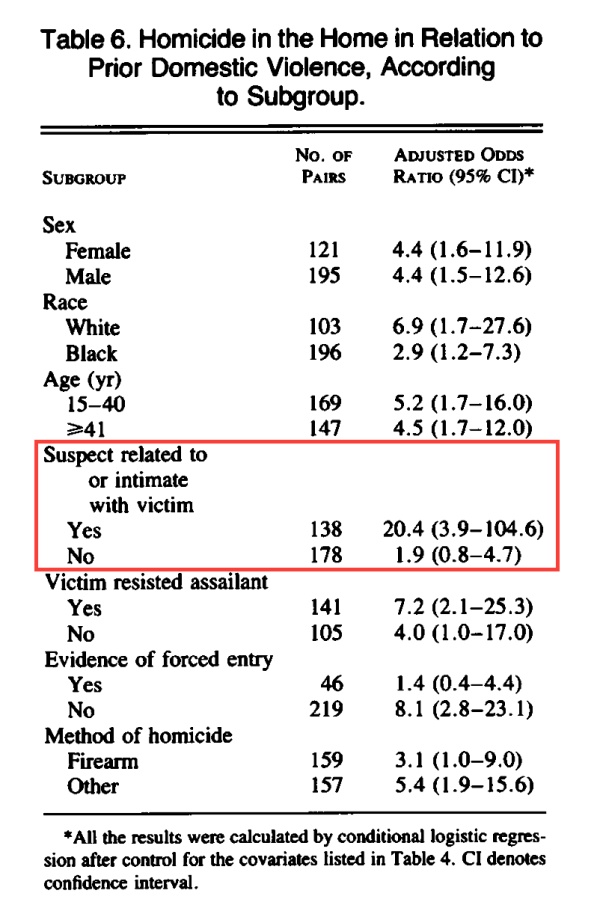 Table 6. Homicide in the Home in Relation to
Prior Domestic Violence, According
to Subgroup.
SUBGROUP NO. OF PAIRS ADJUSTED ODDS RATIO (95% CI)*
Sex
Female 121 4.4 (1.6–11.9)
Male 195 4.4 (1.5–12.6)
Race
White 103 6.9 (1.7–27.6)
Black 196 2.9 (1.2–7.3)
Age (yr)
15–40 169 5.2 (1.7–16.0)
≥41 147 4.5 (1.7–12.0)
Suspect related to
or intimate
with victim
Yes 138 20.4 (3.9–104.6)
No 178 1.9 (0.8–4.7)
Victim resisted assailant
Yes 141 7.2 (2.1–25.3)
No 105 4.0 (1.0–17.0)
Evidence of forced entry
Yes 46 1.4 (0.4–4.4)
No 219 8.1 (2.8–23.1)
Method of homicide
Firearm 159 3.1 (1.0–9.0)
Other 157 5.4 (1.9–15.6)
*All the results were calculated by conditional logistic regres-
sion after control for the covariates listed in Table 4. CI denotes
confidence interval.